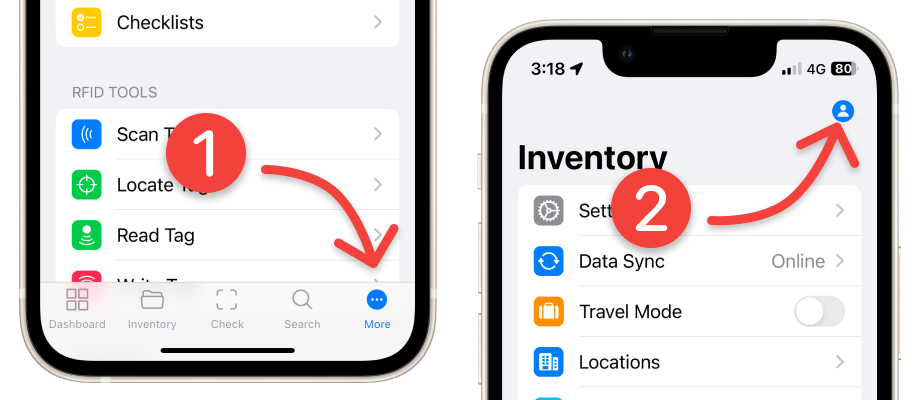 Checklists
RFID TOOLS
Scan T
1
Locate
Read Tag
Dashboard
Inventory
Check
Search
More
3:18
4G
80
Inventory
Sett
2
Data Sync
Online
Travel Mode
Locations